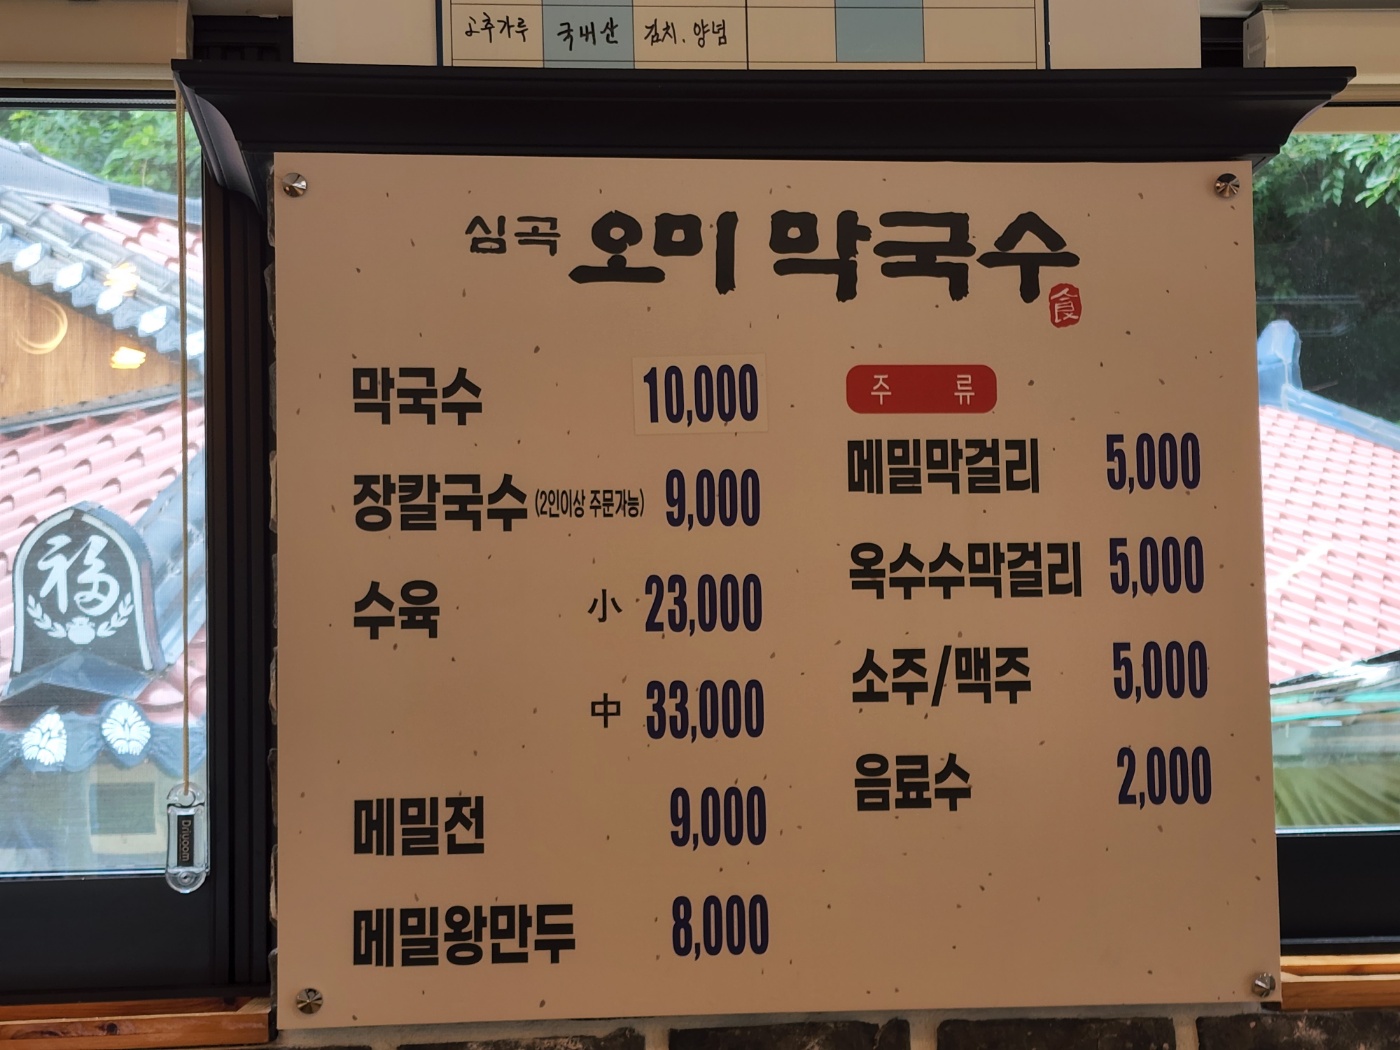 고추가루 국내산 김치.양념
심곡 오미 막국수
食
막국수 10,000
장칼국수 (2인이상 주문가능) 9,000
수육 小 23,000
中 33,000
메밀전 9,000
메밀왕만두 8,000
주 류
메밀막걸리 5,000
옥수수막걸리 5,000
소주/맥주 5,000
음료수 2,000
福
Driyoom